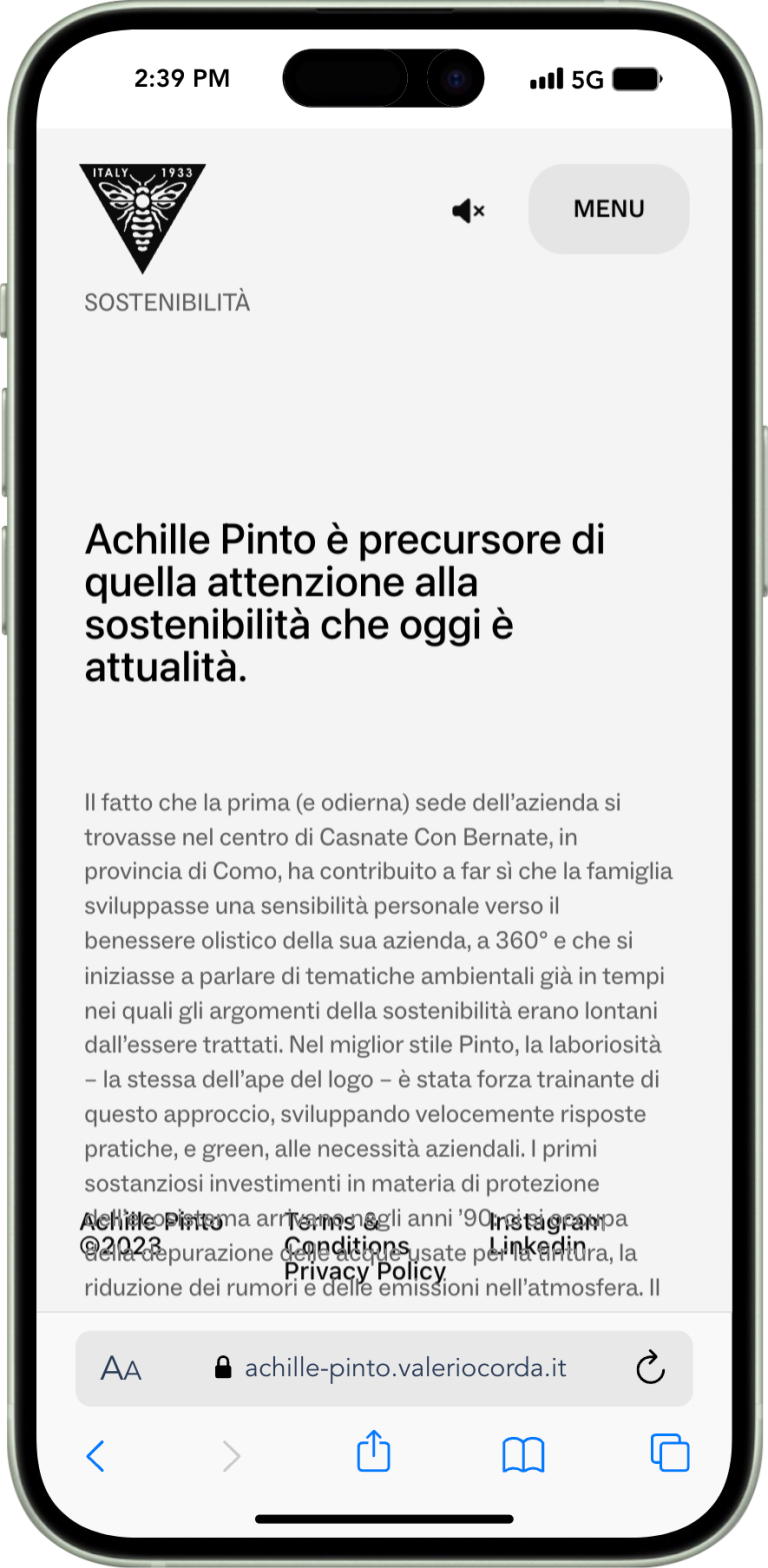 2:39 PM
5G
ITALY 1933
MENU
SOSTENIBILITÀ
Achille Pinto è precursore di
quella attenzione alla
sostenibilità che oggi è
attualità.
Il fatto che la prima (e odierna) sede dell’azienda si
trovasse nel centro di Casnate Con Bernate, in
provincia di Como, ha contribuito a far sì che la famiglia
sviluppasse una sensibilità personale verso il
benessere olistico della sua azienda, a 360° e che si
iniziasse a parlare di tematiche ambientali già in tempi
nei quali gli argomenti della sostenibilità erano lontani
dall’essere trattati. Nel miglior stile Pinto, la laboriosità
– la stessa dell’ape del logo – è stata forza trainante di
questo approccio, sviluppando velocemente risposte
pratiche, e green, alle necessità aziendali. I primi
sostanziosi investimenti in materia di protezione
dell’ecosistema arrivano negli anni ’90: ci si occupa
della depurazione delle acque usate per la tintura, la
riduzione dei rumori e delle emissioni nell’atmosfera. Il
Achille Pinto
©2023
Terms &
Conditions
Privacy Policy
Instagram
Linkedin
AA
achille-pinto.valeriocorda.it